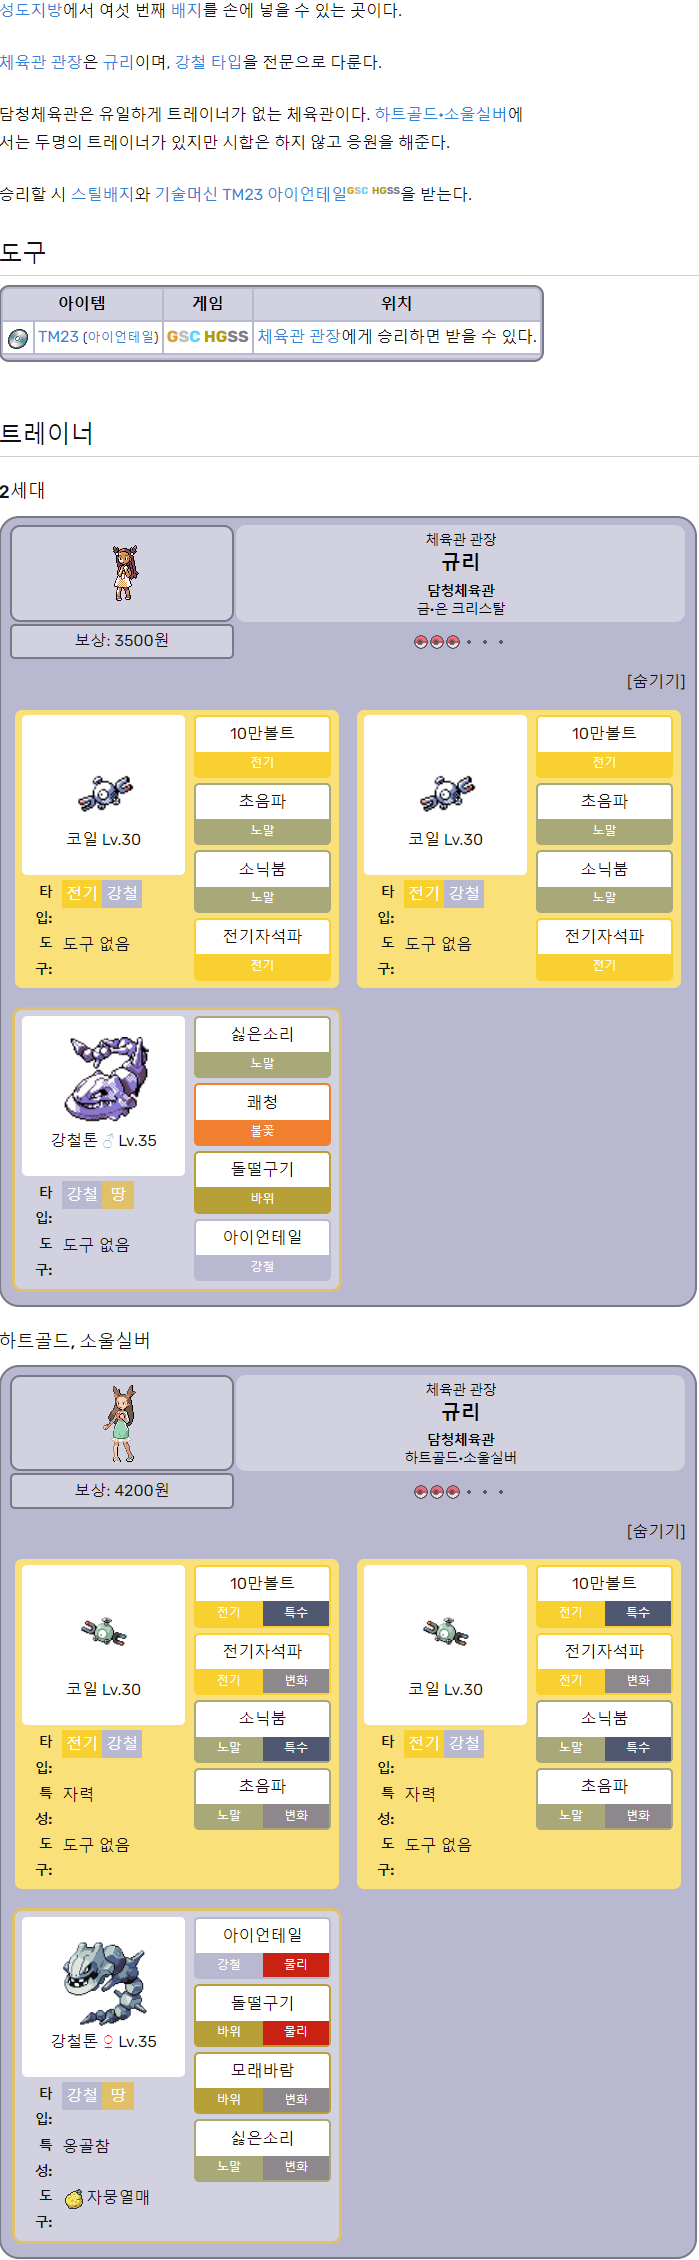 성도지방에서 여섯 번째 배지를 손에 넣을 수 있는 곳이다.
체육관 관장은 규리이며, 강철 타입을 전문으로 다룬다.
담청체육관은 유일하게 트레이너가 없는 체육관이다. 하트골드•소울실버에
서는 두명의 트레이너가 있지만 시합은 하지 않고 응원을 해준다.
승리할 시 스틸배지와 기술머신 TM23 아이언테일GSC HGSS을 받는다.
도구
아이템 게임 위치
TM23 (아이언테일) GSC HGSS 체육관 관장에게 승리하면 받을 수 있다.
트레이너
2세대
체육관 관장
규리
담청체육관
금•은 크리스탈
보상: 3500원
[숨기기]
코일 Lv.30
타입: 전기 강철
도구: 도구 없음
10만볼트
전기
초음파
노말
소닉붐
노말
전기자석파
전기
코일 Lv.30
타입: 전기 강철
도구: 도구 없음
10만볼트
전기
초음파
노말
소닉붐
노말
전기자석파
전기
강철톤♂ Lv.35
타입: 강철 땅
도구: 도구 없음
싫은소리
노말
쾌청
불꽃
돌떨구기
바위
아이언테일
강철
하트골드, 소울실버
체육관 관장
규리
담청체육관
하트골드•소울실버
보상: 4200원
[숨기기]
코일 Lv.30
타입: 전기 강철
특성: 자력
도구: 도구 없음
10만볼트
전기 특수
전기자석파
전기 변화
소닉붐
노말 특수
초음파
노말 변화
코일 Lv.30
타입: 전기 강철
특성: 자력
도구: 도구 없음
10만볼트
전기 특수
전기자석파
전기 변화
소닉붐
노말 특수
초음파
노말 변화
강철톤♀ Lv.35
타입: 강철 땅
특성: 옹골참
도구: 자뭉열매
아이언테일
강철 물리
돌떨구기
바위 물리
모래바람
바위 변화
싫은소리
노말 변화